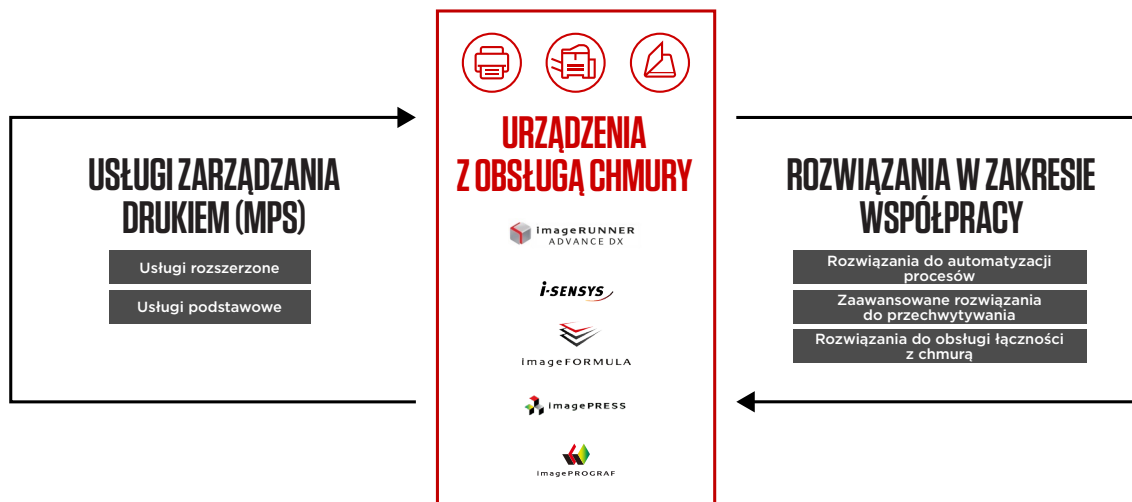 USŁUGI ZARZĄDZANIA
DRUKIEM (MPS)
Usługi rozszerzone
Usługi podstawowe
URZĄDZENIA
Z OBSŁUGĄ CHMURY
imageRUNNER
ADVANCE DX
i-SENSYS
imageFORMULA
imagePRESS
imagePROGRAF
ROZWIĄZANIA W ZAKRESIE
WSPÓŁPRACY
Rozwiązania do automatyzacji
procesów
Zaawansowane rozwiązania
do przechwytywania
Rozwiązania do obsługi łączności
z chmurą